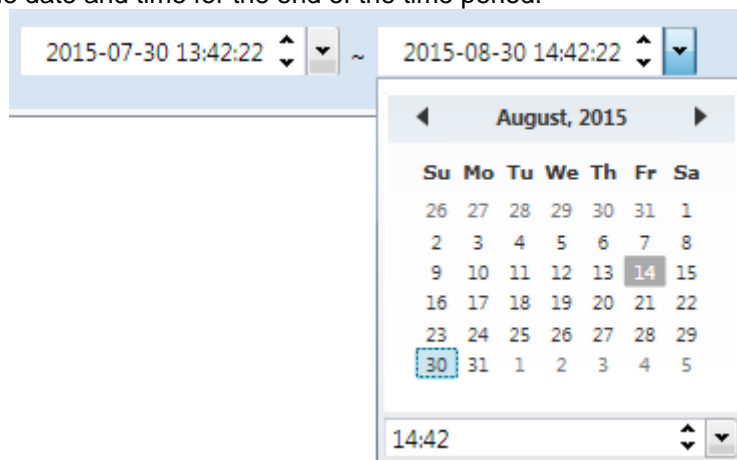 date and time for the end of the time period.
2015-07-30 13:42:22 ~ 2015-08-30 14:42:22
August, 2015
Su Mo Tu We Th Fr Sa
26 27 28 29 30 31 1
2 3 4 5 6 7 8
9 10 11 12 13 14 15
16 17 18 19 20 21 22
23 24 25 26 27 28 29
30 31 1 2 3 4 5
14:42